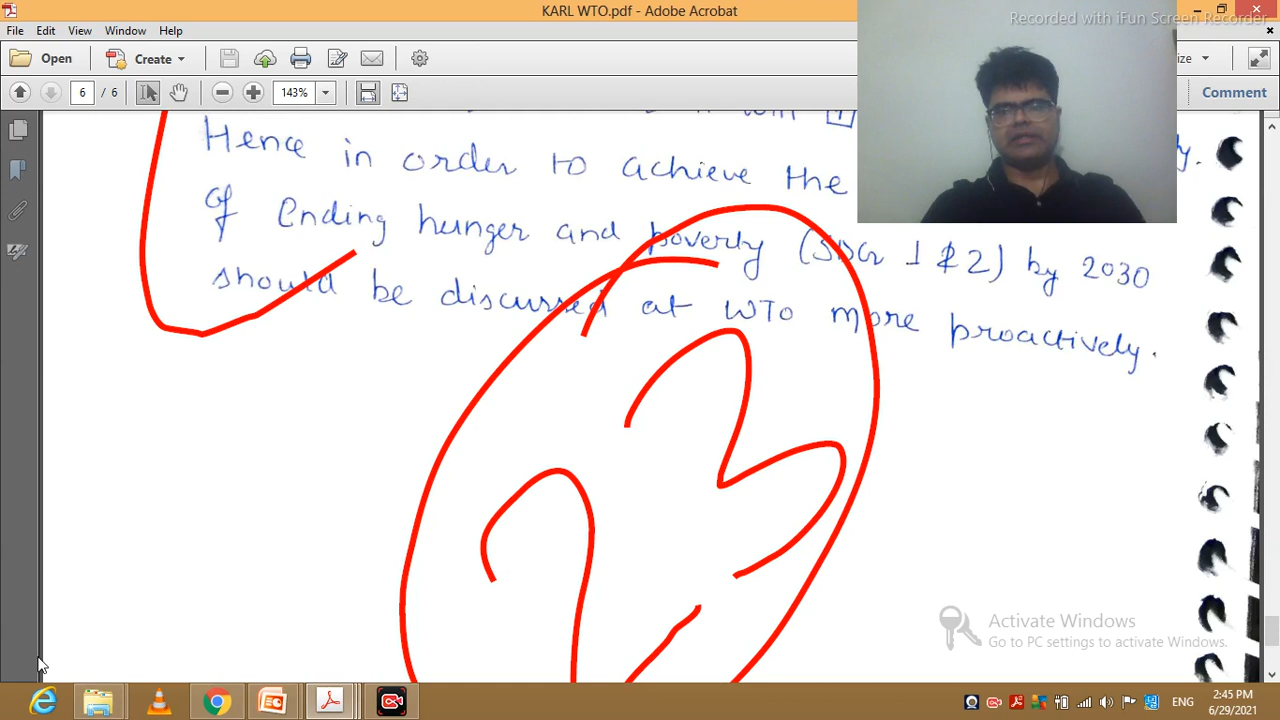 KARL WTO.pdf - Adobe Acrobat
Recorded with iFun Screen Recorder
File Edit View Window Help
Open Create
6 / 6 143% Comment
Hence in order to achieve the
of Ending hunger and poverty (SDG 1 & 2) by 2030
should be discussed at WTO more proactively.
23
Activate Windows
Go to PC settings to activate Windows.
ENG
2:45 PM
6/29/2021